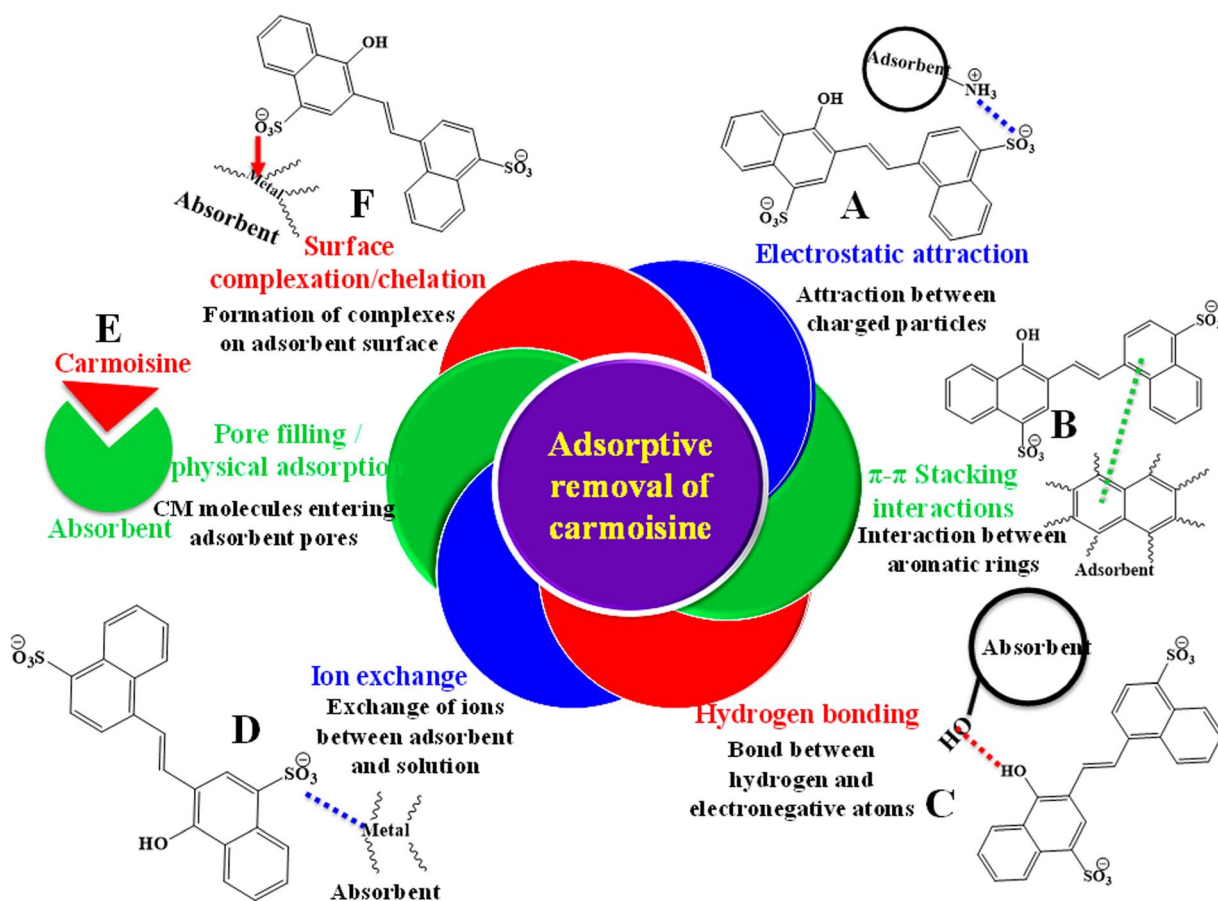 Adsorptive
removal of
carmoisine
OH
⊖
SO3
⊖
O3S
Adsorbent
⊕
NH3
A
Electrostatic attraction
Attraction between
charged particles
OH
⊖
SO3
SO3
⊖
B
π-π Stacking
interactions
Interaction between
aromatic rings
Adsorbent
Absorbent
HO
HO
⊖
SO3
SO3
⊖
C
Hydrogen bonding
Bond between
hydrogen and
electronegative atoms
⊖
O3S
HO
⊖
SO3
D
Ion exchange
Exchange of ions
between adsorbent
and solution
Metal
Absorbent
E
Carmoisine
Absorbent
Pore filling /
physical adsorption
CM molecules entering
adsorbent pores
OH
⊖
O3S
⊖
SO3
Metal
Absorbent
F
Surface
complexation/chelation
Formation of complexes
on adsorbent surface